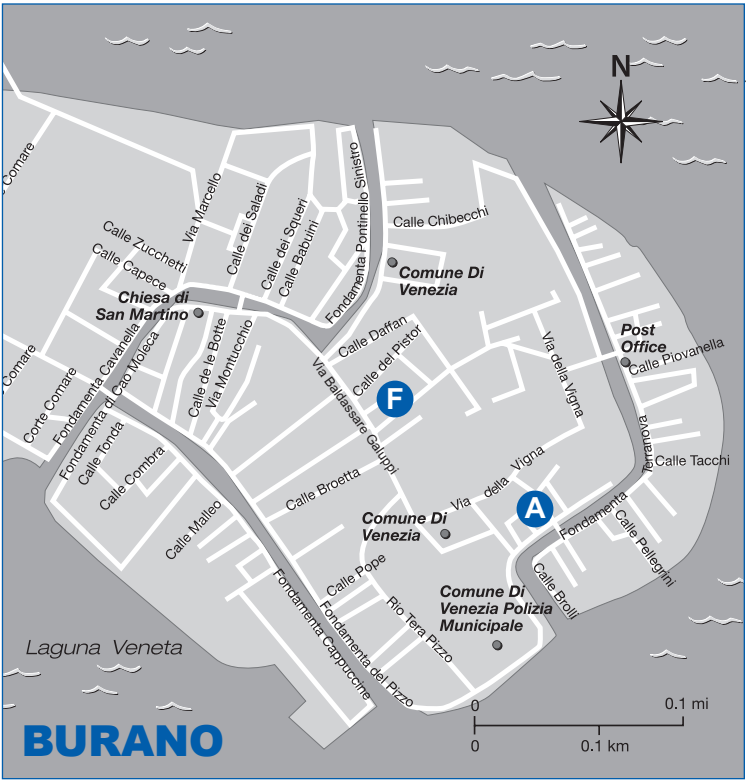 N
Cornare
Via Marcello
Calle dei Saladi
Calle dei Squeri
Calle Babuini
Fondamenta Pontinello Sinistro
Calle Chibecchi
Calle Zucchetti
Calle Capece
Chiesa di
San Martino
Comune Di
Venezia
Calle Daffan
Calle del Pistor
Post
Office
Calle Piovanella
Via della Vigna
Cornare
Corte Cornare
Fondamenta Cavanella
Fondamenta di Cao Moleca
Calle de le Botte
Via Montucchio
Via Baldassare Galuppi
F
Calle Tonda
Calle Combra
Calle Broetta
Via della Vigna
Terranova
Calle Tacchi
A
Fondamenta
Calle Malleo
Comune Di
Venezia
Calle Pellegrini
Calle Brolli
Calle Pope
Comune Di
Venezia Polizia
Municipale
Rio Tera Pizzo
Fondamenta Cappuccine
Fondamenta del Pizzo
Laguna Veneta
0
0.1 mi
0
0.1 km
BURANO